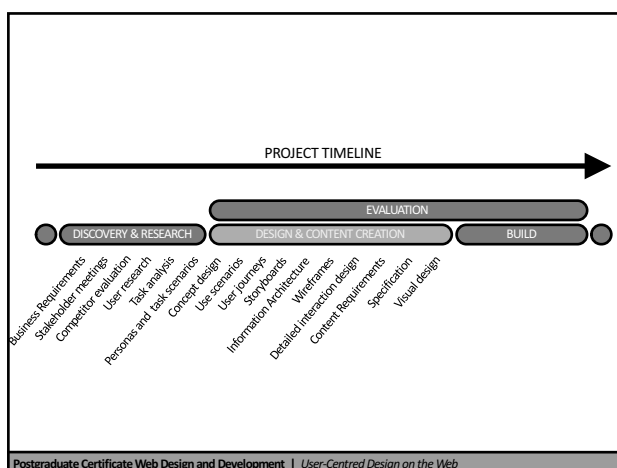 PROJECT TIMELINE
EVALUATION
DISCOVERY & RESEARCH
DESIGN & CONTENT CREATION
BUILD
Business Requirements
Stakeholder meetings
Competitor evaluation
User research
Task analysis
Personas and task scenarios
Concept design
Use scenarios
User journeys
Storyboards
Information Architecture
Wireframes
Detailed interaction design
Content Requirements
Specification
Visual design
Postgraduate Certificate Web Design and Development | User-Centred Design on the Web